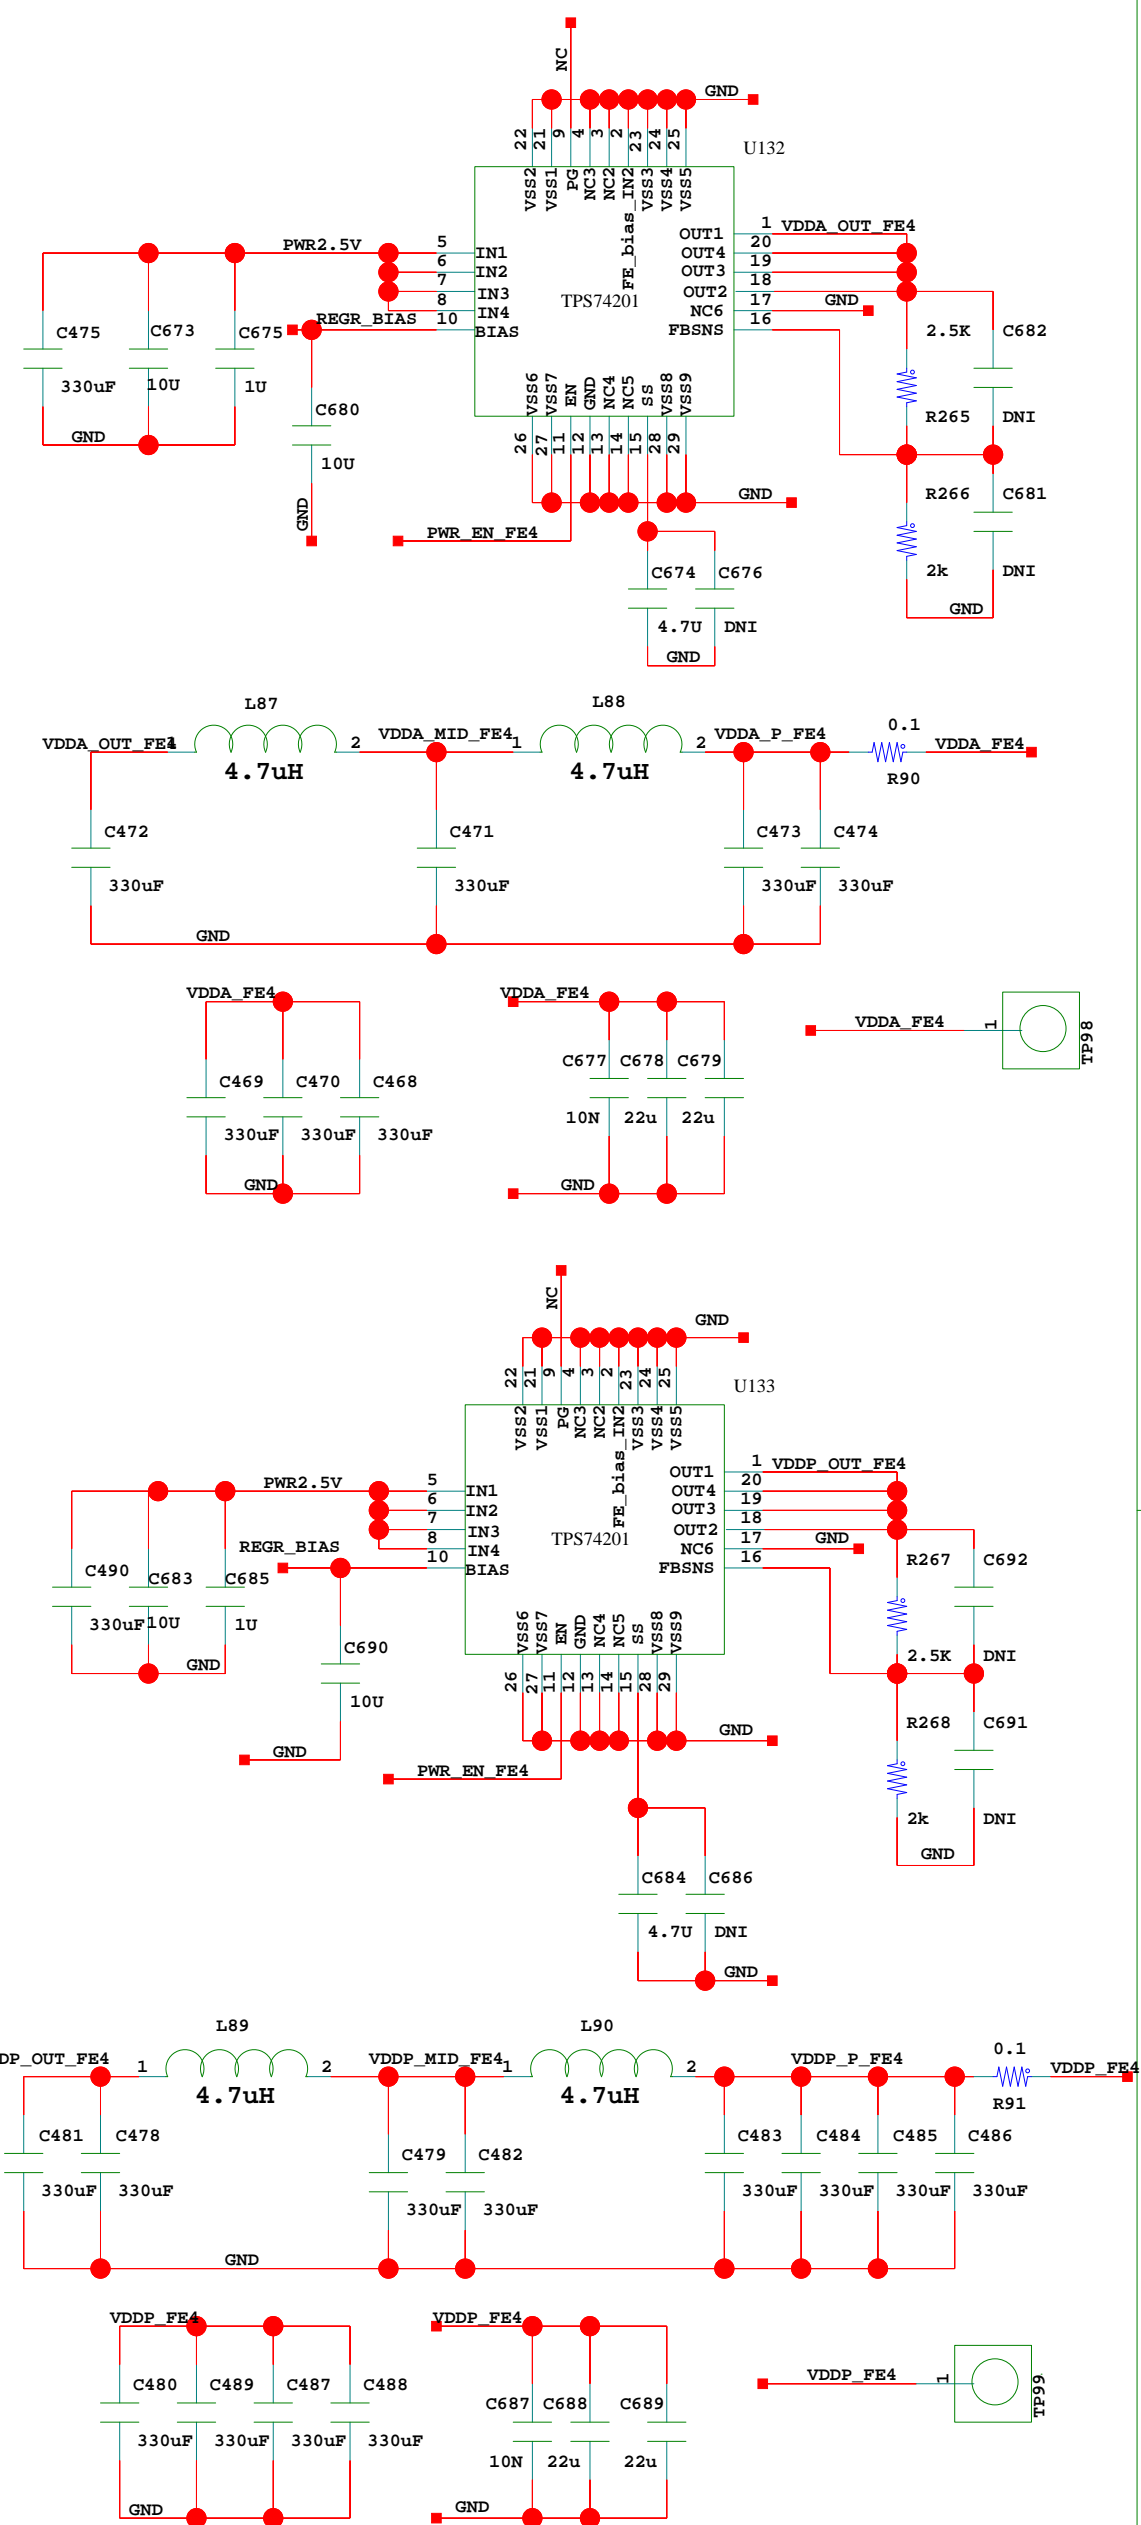 NC
GND
22
21
9
4
3
2
23
24
25
U132
VSS2
VSS1
PG
NC3
NC2
FE_bias_IN2
VSS3
VSS4
VSS5
PWR2.5V
5
6
7
8
10
IN1
IN2
IN3
IN4
BIAS
TPS74201
OUT1
OUT4
OUT3
OUT2
NC6
FBSNS
1
20
19
18
17
16
VDDA_OUT_FE4
GND
REGR_BIAS
C475
330uF
C673
10U
C675
1U
GND
C680
10U
GND
2.5K
R265
C682
DNI
R266
2k
C681
DNI
GND
VSS6
VSS7
EN
GND
NC4
NC5
SS
VSS8
VSS9
26
27
11
12
13
14
15
28
29
GND
PWR_EN_FE4
C674
4.7U
C676
DNI
GND
L87
L88
VDDA_OUT_FE4
1
2
VDDA_MID_FE4
1
2
VDDA_P_FE4
0.1
R90
VDDA_FE4
4.7uH
4.7uH
C472
330uF
C471
330uF
C473
330uF
C474
330uF
GND
VDDA_FE4
C469
330uF
C470
330uF
C468
330uF
GND
VDDA_FE4
C677
10N
C678
22u
C679
22u
GND
VDDA_FE4
1
TP98
NC
GND
22
21
9
4
3
2
23
24
25
U133
VSS2
VSS1
PG
NC3
NC2
FE_bias_IN2
VSS3
VSS4
VSS5
PWR2.5V
5
6
7
8
10
IN1
IN2
IN3
IN4
BIAS
TPS74201
OUT1
OUT4
OUT3
OUT2
NC6
FBSNS
1
20
19
18
17
16
VDDP_OUT_FE4
GND
REGR_BIAS
C490
330uF
C683
10U
C685
1U
GND
C690
10U
GND
R267
2.5K
C692
DNI
R268
2k
C691
DNI
GND
VSS6
VSS7
EN
GND
NC4
NC5
SS
VSS8
VSS9
26
27
11
12
13
14
15
28
29
GND
PWR_EN_FE4
C684
4.7U
C686
DNI
GND
L89
L90
DP_OUT_FE4
1
2
VDDP_MID_FE4
1
2
VDDP_P_FE4
0.1
R91
VDDP_FE4
4.7uH
4.7uH
C481
330uF
C478
330uF
C479
330uF
C482
330uF
C483
330uF
C484
330uF
C485
330uF
C486
330uF
GND
VDDP_FE4
C480
330uF
C489
330uF
C487
330uF
C488
330uF
GND
VDDP_FE4
C687
10N
C688
22u
C689
22u
GND
VDDP_FE4
1
TP99